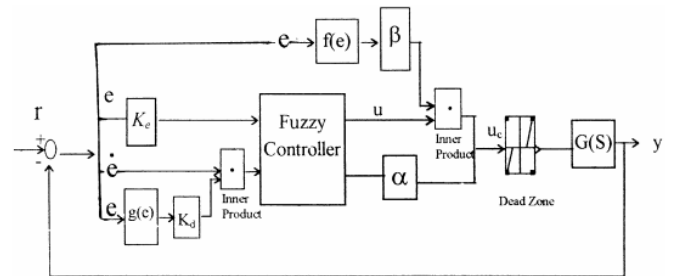 e f(e) β
r
+
-
e Ke
Fuzzy
Controller
u
Inner
Product
uc
G(S) y
ė
Inner
Product
α
Dead Zone
e g(c) Kd